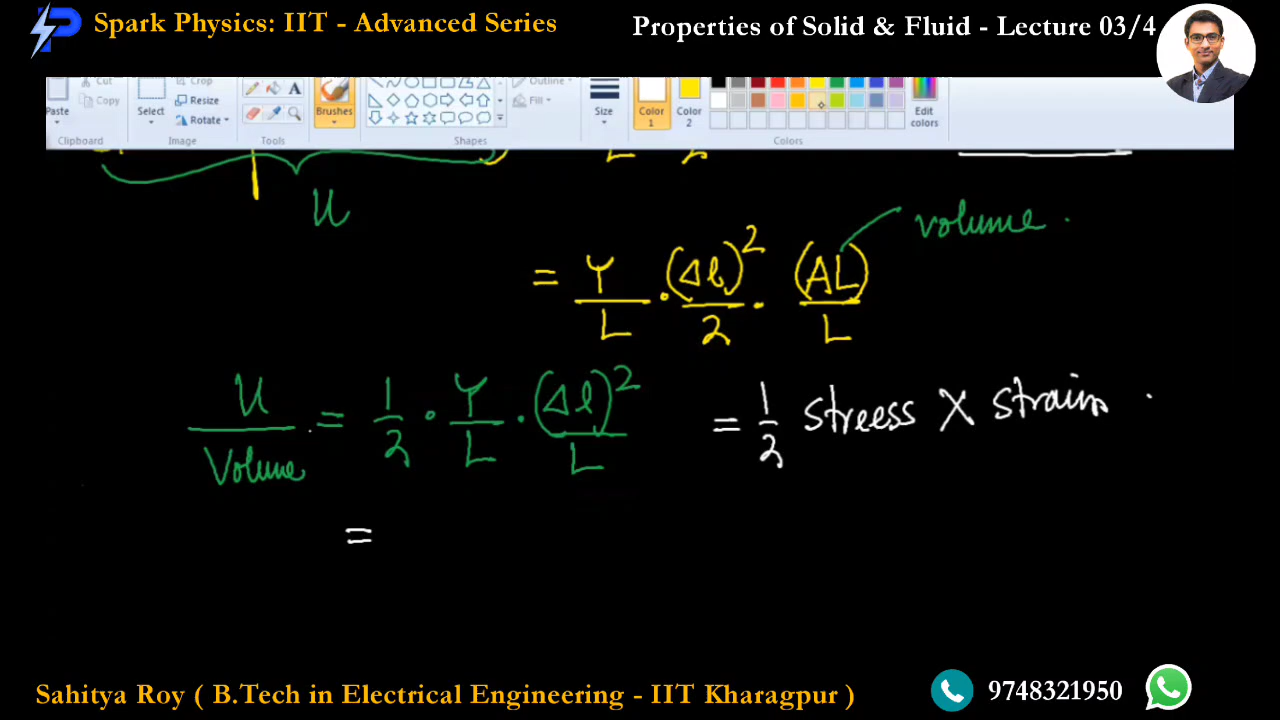 Spark Physics: IIT - Advanced Series
Properties of Solid & Fluid - Lecture 03/4
Paste
Cut
Copy
Clipboard
Select
Crop
Resize
Rotate
Image
Tools
Brushes
Outline
Fill
Shapes
Size
Color 1
Color 2
Edit colors
Colors
L 2
U
volume.
= Y/L · (Δl)²/2 · (AL)/L
U/Volume = 1/2 · Y/L · (Δl)²/L = 1/2 streess X strain .
=
Sahitya Roy ( B.Tech in Electrical Engineering - IIT Kharagpur )
9748321950